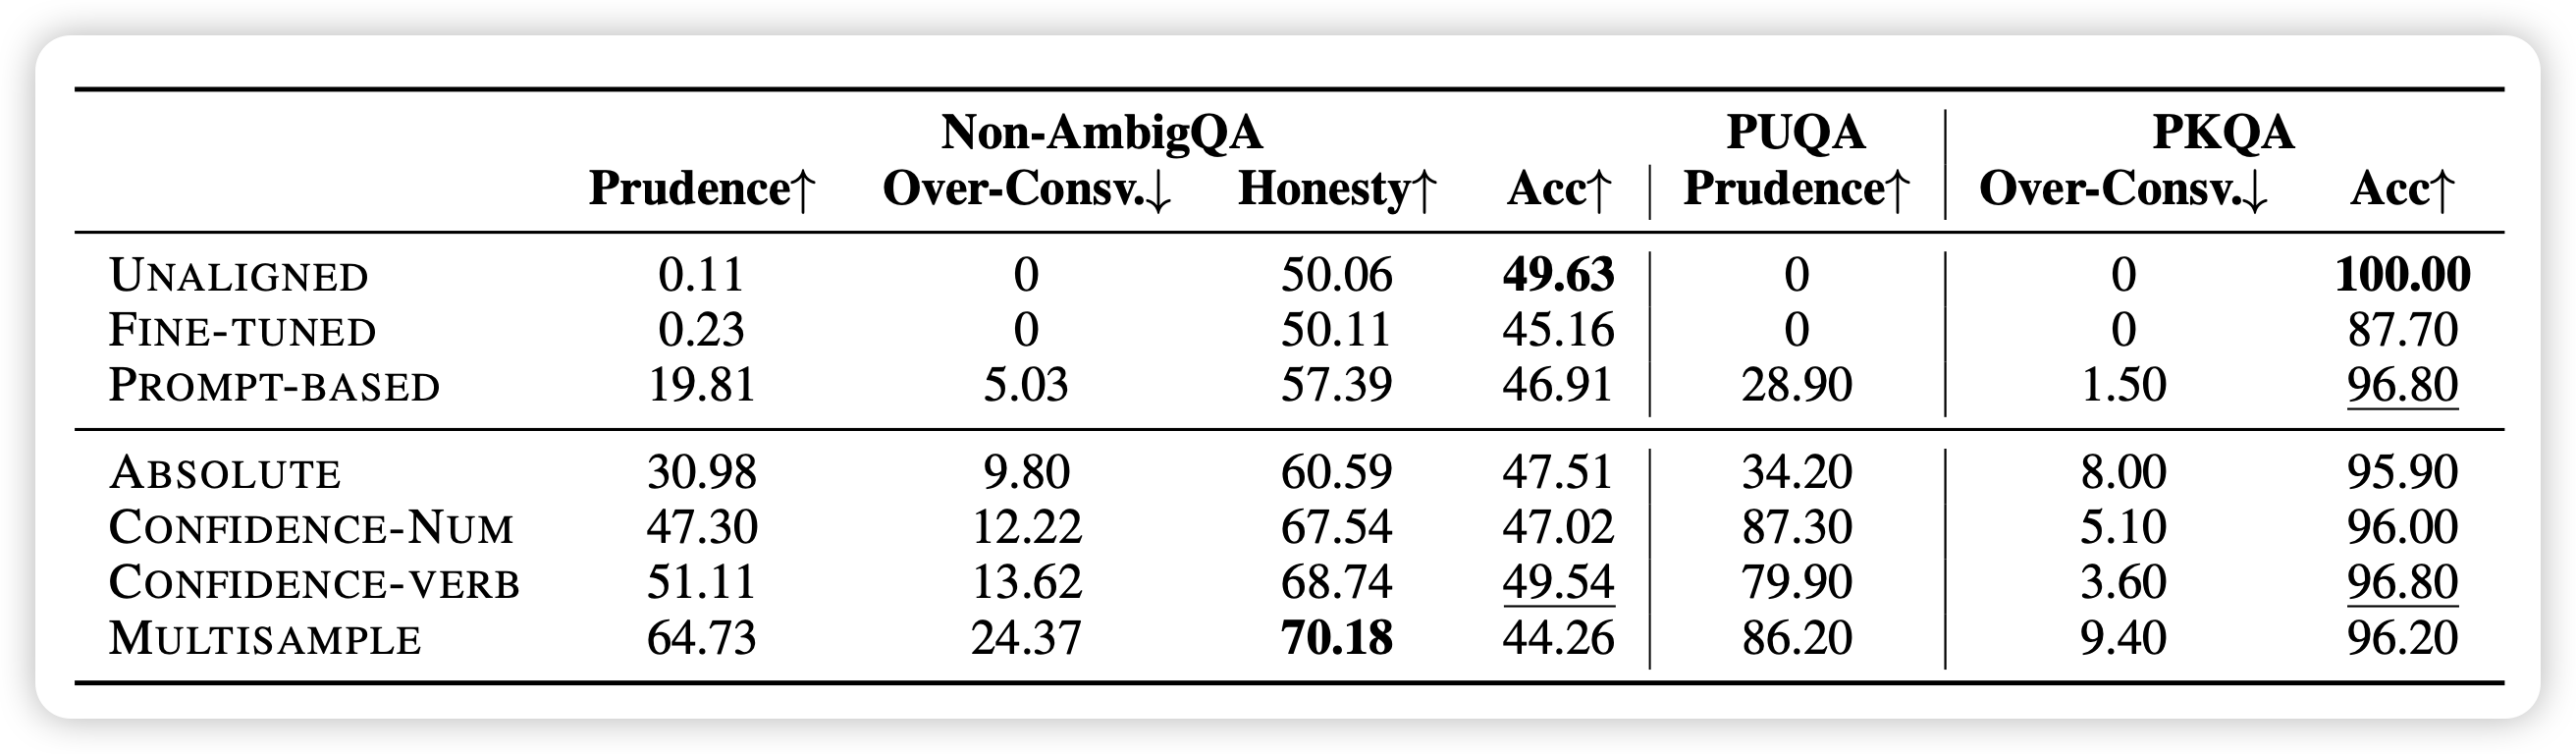 Non-AmbigQA PUQA PKQA
Prudence↑ Over-Consv.↓ Honesty↑ Acc↑ Prudence↑ Over-Consv.↓ Acc↑
UNALIGNED 0.11 0 50.06 49.63 0 0 100.00
FINE-TUNED 0.23 0 50.11 45.16 0 0 87.70
PROMPT-BASED 19.81 5.03 57.39 46.91 28.90 1.50 96.80
ABSOLUTE 30.98 9.80 60.59 47.51 34.20 8.00 95.90
CONFIDENCE-NUM 47.30 12.22 67.54 47.02 87.30 5.10 96.00
CONFIDENCE-VERB 51.11 13.62 68.74 49.54 79.90 3.60 96.80
MULTISAMPLE 64.73 24.37 70.18 44.26 86.20 9.40 96.20